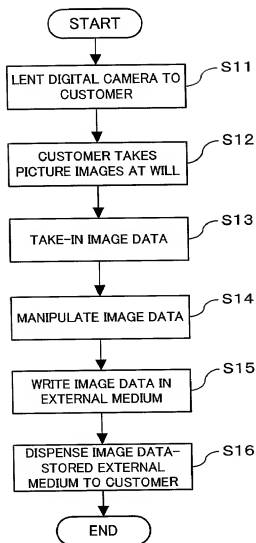 START
LENT DIGITAL CAMERA TO
CUSTOMER
S11
CUSTOMER TAKES
PICTURE IMAGES AT WILL
S12
TAKE-IN IMAGE DATA
S13
MANIPULATE IMAGE DATA
S14
WRITE IMAGE DATA IN
EXTERNAL MEDIUM
S15
DISPENSE IMAGE DATA-
STORED EXTERNAL
MEDIUM TO CUSTOMER
S16
END